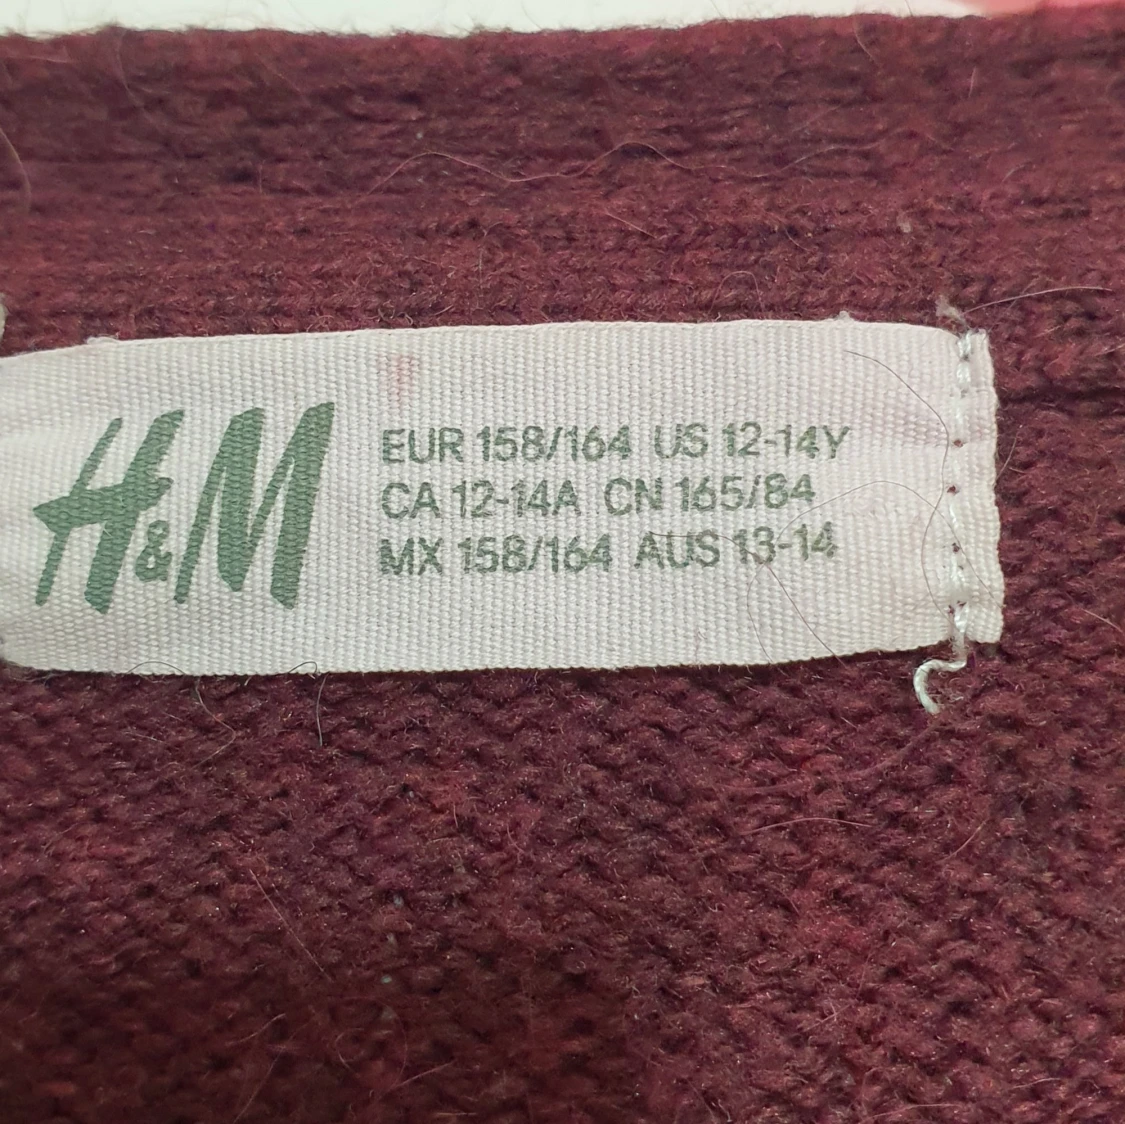 H&M
EUR 158/164 US 12-14Y
CA 12-14A CN 165/84
MX 158/164 AUS 13-14